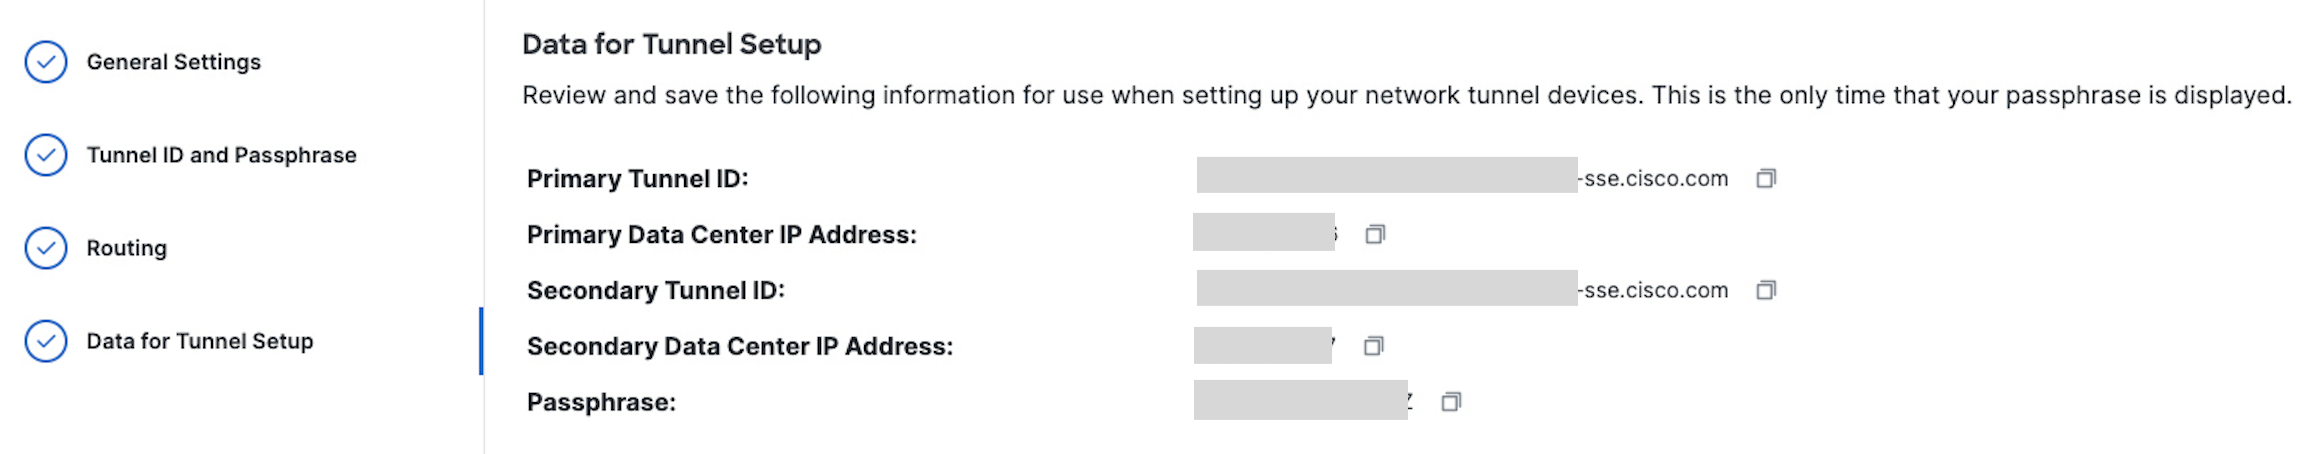 General Settings
Tunnel ID and Passphrase
Routing
Data for Tunnel Setup
Data for Tunnel Setup
Review and save the following information for use when setting up your network tunnel devices. This is the only time that your passphrase is displayed.
Primary Tunnel ID: -sse.cisco.com
Primary Data Center IP Address:
Secondary Tunnel ID: -sse.cisco.com
Secondary Data Center IP Address:
Passphrase: